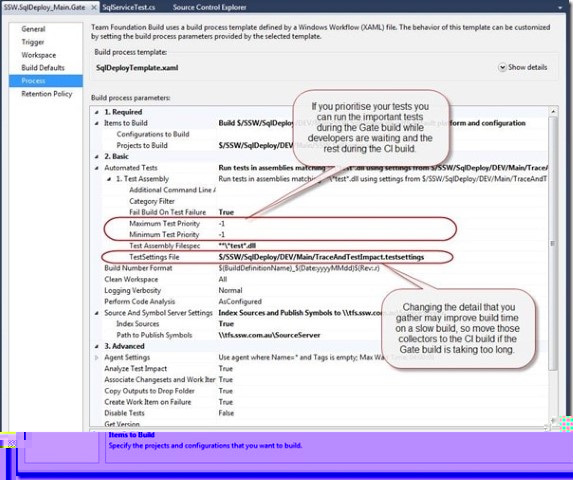 SSW.SqlDeploy_Main.Gate
SqlServiceTest.cs
Source Control Explorer
General
Trigger
Workspace
Build Defaults
Process
Retention Policy
Team Foundation Build uses a build process template defined by a Windows Workflow (XAML) file. The behavior of this template can be customized
by setting the build process parameters provided by the selected template.
Build process template:
SqlDeployTemplate.xaml
Show details
Build process parameters:
1. Required
Items to Build Build $/SSW/SqlDeploy/DEV/ platform and configuration
Configurations to Build
Projects to Build $/SSW/SqlDeploy/DEV/Main/
2. Basic
Automated Tests Run tests in assemblies matching using settings from $/SSW/SqlDeploy/DEV/Main/TraceA
1. Test Assembly Run tests in assemblies matching **\*test*.dll using settings from $/SSW/SqlDeploy/DEV/Main/TraceAndT
Additional Command Line A
Category Filter
Fail Build On Test Failure True
Maximum Test Priority -1
Minimum Test Priority -1
Test Assembly Filespec **\*test*.dll
TestSettings File $/SSW/SqlDeploy/DEV/Main/TraceAndTestImpact.testsettings
Build Number Format $(BuildDefinitionName)_$(Date:yyyyMMdd)$(Rev:.r)
Clean Workspace All
Logging Verbosity Normal
Perform Code Analysis AsConfigured
Source And Symbol Server Settings Index Sources and Publish Symbols to \\tfs.ssw.com.
Index Sources True
Path to Publish Symbols \\tfs.ssw.com.au\SourceServer
3. Advanced
Agent Settings Use agent where Name=* and Tags is empty; Max Wa
Analyze Test Impact True
Associate Changesets and Work Iter True
Copy Outputs to Drop Folder True
Create Work Item on Failure True
Disable Tests False
Get Version
Items to Build
Specify the projects and configurations that you want to build.
If you prioritise your tests you
can run the important tests
during the Gate build while
developers are waiting and the
rest during the CI build.
Changing the detail that you
gather may improve build time
on a slow build, so move those
collectors to the CI build if the
Gate build is taking too long.